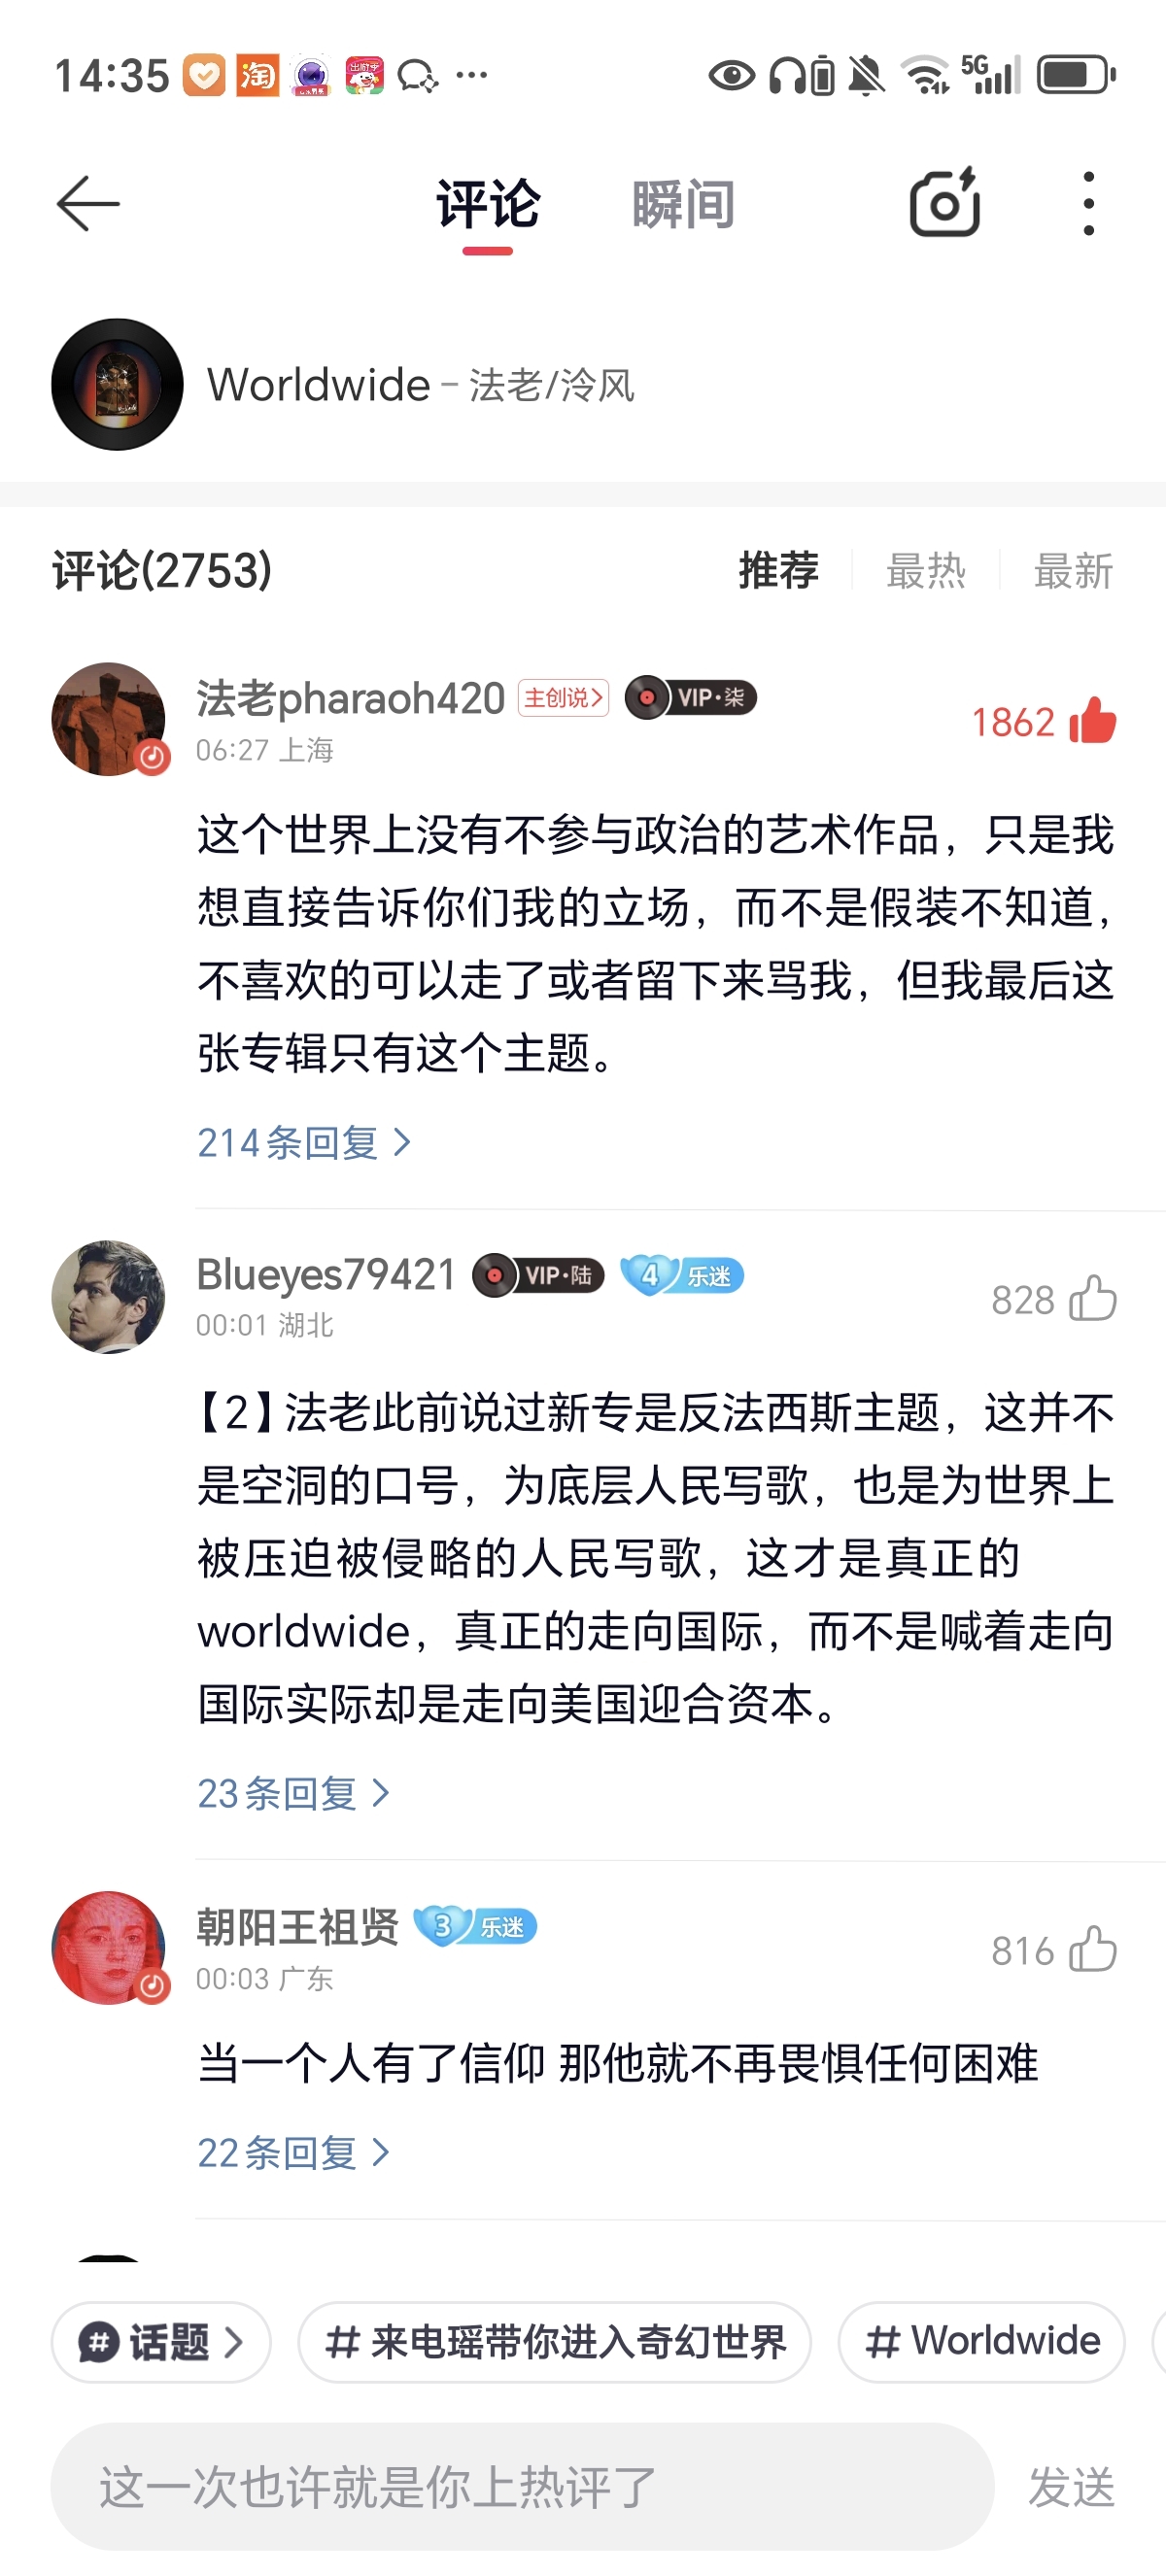 14:35 淘 5G
评论 瞬间
Worldwide - 法老/泠风
评论(2753) 推荐 最热 最新
法老pharaoh420 主创说> VIP·柒
1862
06:27 上海
这个世界上没有不参与政治的艺术作品，只是我
想直接告诉你们我的立场，而不是假装不知道，
不喜欢的可以走了或者留下来骂我，但我最后这
张专辑只有这个主题。
214条回复 >
Blueyes79421 VIP·陆 4 乐迷
828
00:01 湖北
【2】法老此前说过新专是反法西斯主题，这并不
是空洞的口号，为底层人民写歌，也是为世界上
被压迫被侵略的人民写歌，这才是真正的
worldwide，真正的走向国际，而不是喊着走向
国际实际却是走向美国迎合资本。
23条回复 >
朝阳王祖贤 3 乐迷
816
00:03 广东
当一个人有了信仰 那他就不再畏惧任何困难
22条回复 >
# 话题 > # 来电瑶带你进入奇幻世界 # Worldwide
这一次也许就是你上热评了 发送